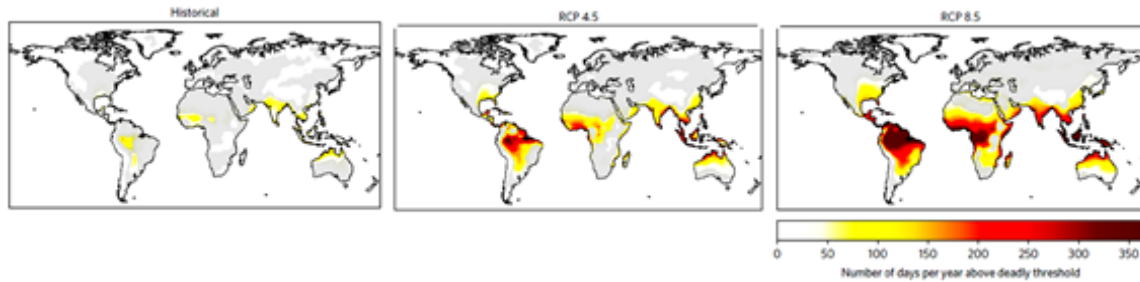 Historical
RCP 4.5
RCP 8.5
0 50 100 150 200 250 300 350
Number of days per year above deadly threshold